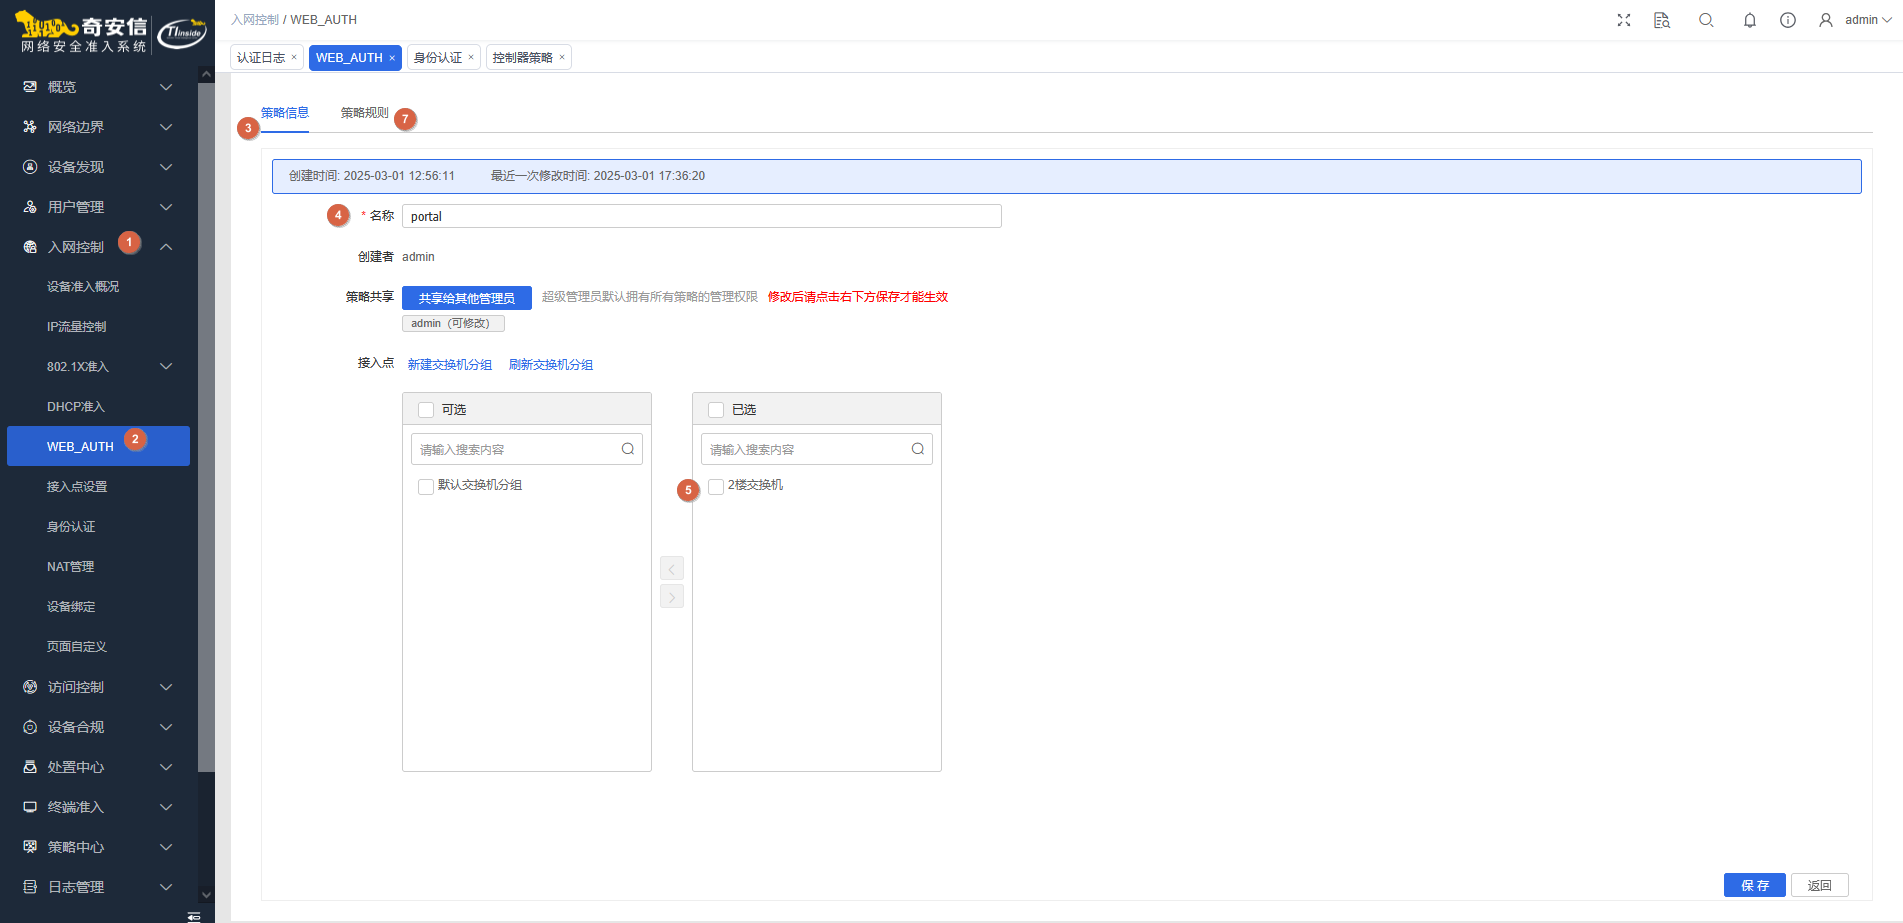 奇安信
网络安全准入系统
TInside
概览
网络边界
设备发现
用户管理
入网控制 1
设备准入概况
IP流量控制
802.1X准入
DHCP准入
WEB_AUTH 2
接入点设置
身份认证
NAT管理
设备绑定
页面自定义
访问控制
设备合规
处置中心
终端准入
策略中心
日志管理
入网控制 / WEB_AUTH
admin
认证日志 × WEB_AUTH × 身份认证 × 控制器策略 ×
3 策略信息 策略规则 7
创建时间: 2025-03-01 12:56:11 最近一次修改时间: 2025-03-01 17:36:20
4 * 名称 portal
创建者 admin
策略共享 共享给其他管理员 超级管理员默认拥有所有策略的管理权限 修改后请点击右下方保存才能生效
admin（可修改）
接入点 新建交换机分组 刷新交换机分组
可选
请输入搜索内容
默认交换机分组
已选
请输入搜索内容
5 2楼交换机
保 存 返回